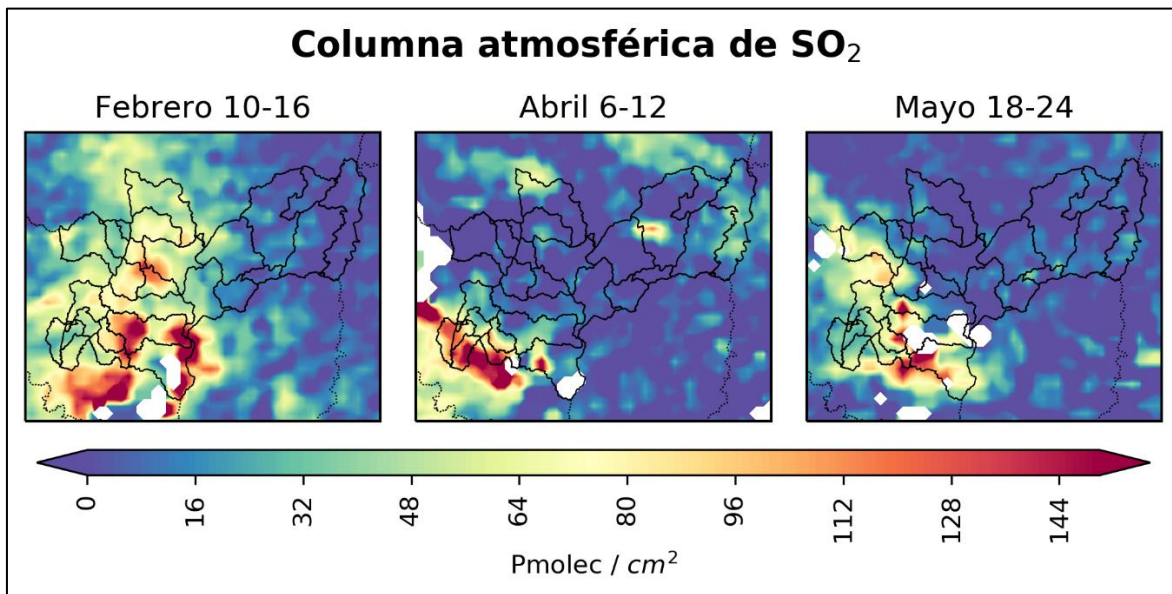 Columna atmosférica de SO₂
Febrero 10-16 Abril 6-12 Mayo 18-24
0 16 32 48 64 80 96 112 128 144
Pmolec / cm²